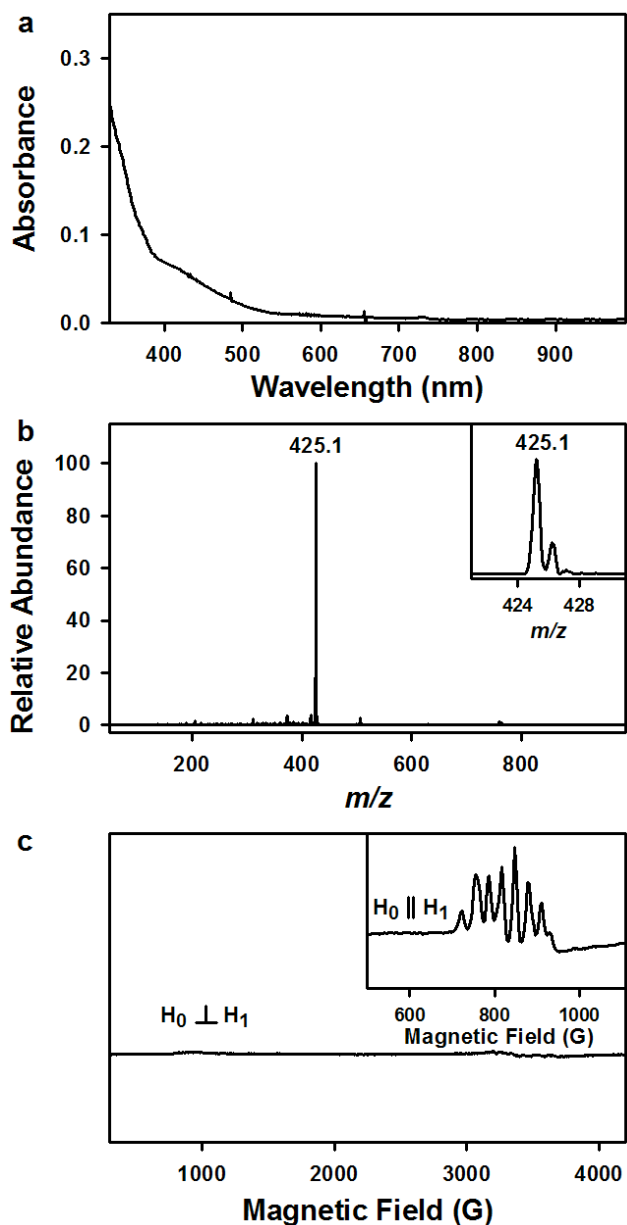 a
0.3
0.2
0.1
0.0
Absorbance
400 500 600 700 800 900
Wavelength (nm)
b
425.1
100
80
60
40
20
0
Relative Abundance
425.1
424 428
m/z
200 400 600 800
m/z
c
H0 ∥ H1
600 800 1000
Magnetic Field (G)
H0 ⊥ H1
1000 2000 3000 4000
Magnetic Field (G)